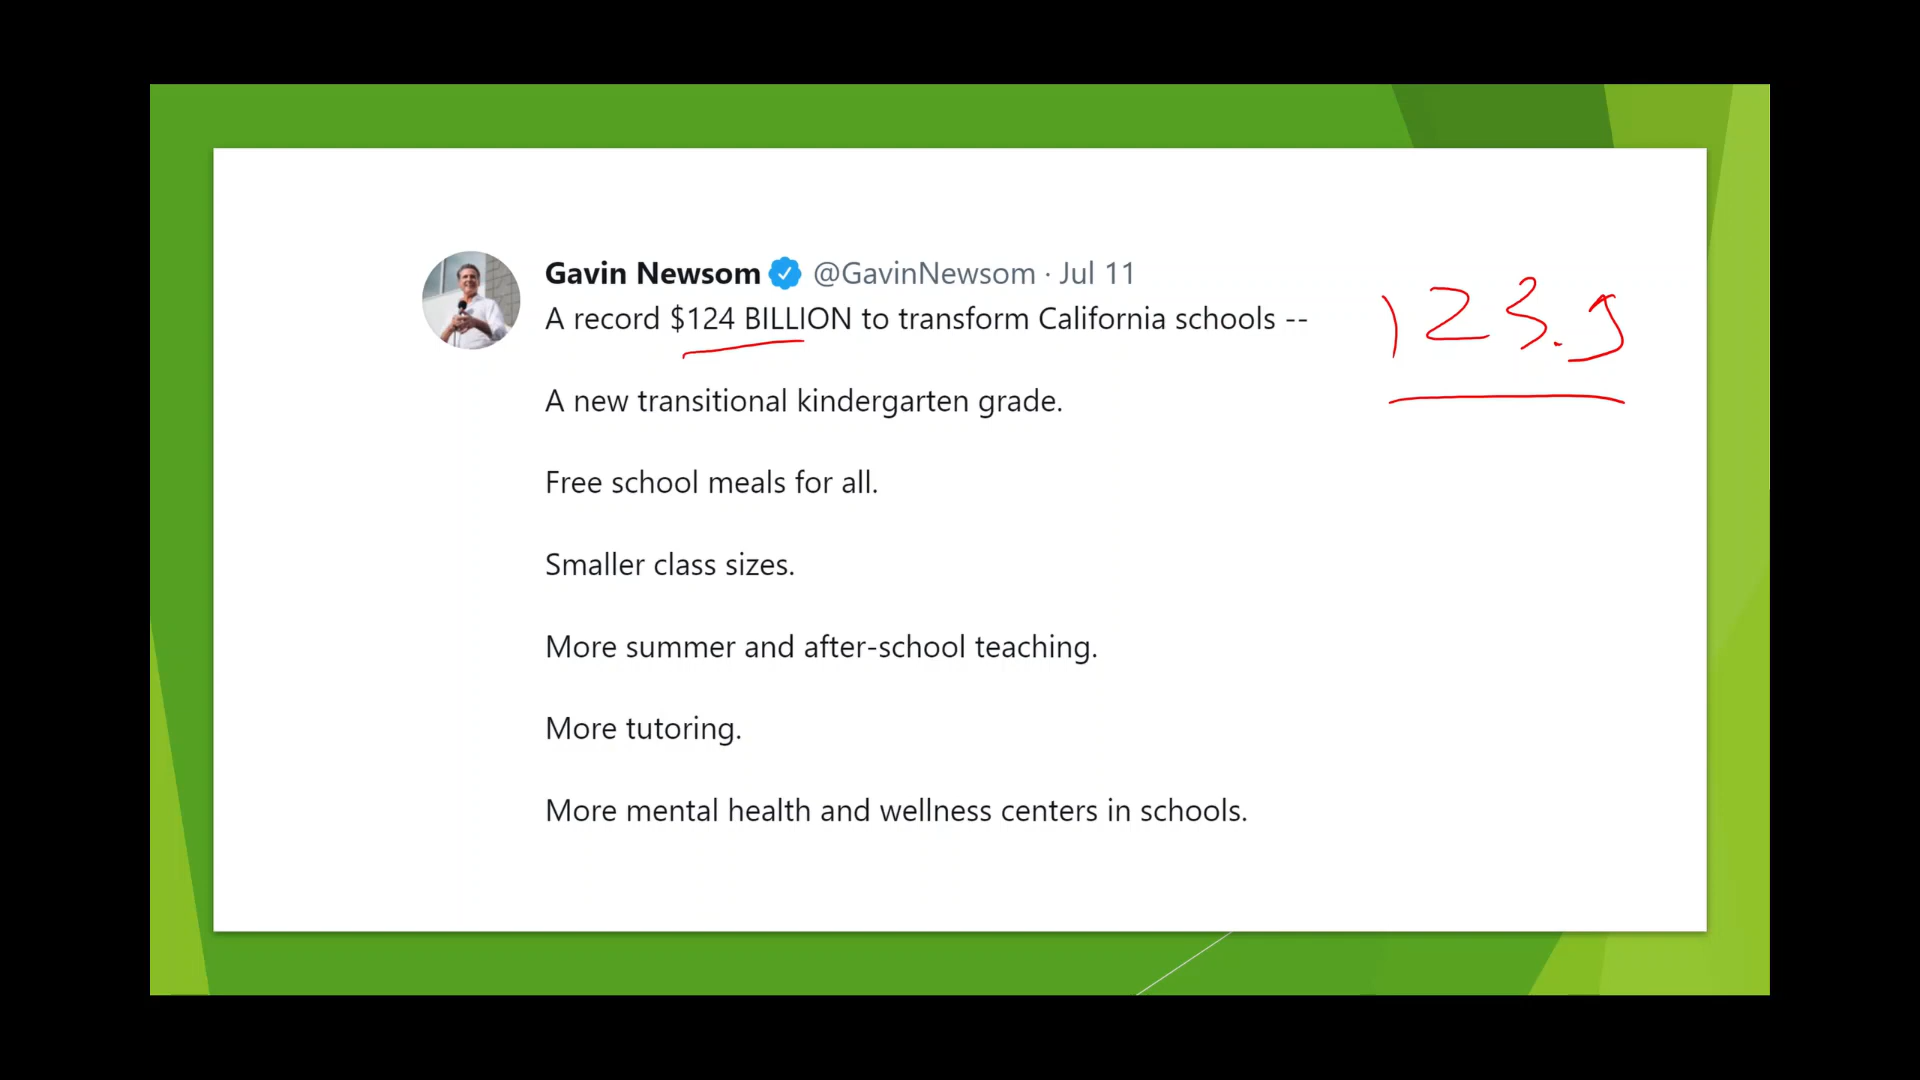 Gavin Newsom @GavinNewsom · Jul 11
A record $124 BILLION to transform California schools --
123.9
A new transitional kindergarten grade.
Free school meals for all.
Smaller class sizes.
More summer and after-school teaching.
More tutoring.
More mental health and wellness centers in schools.